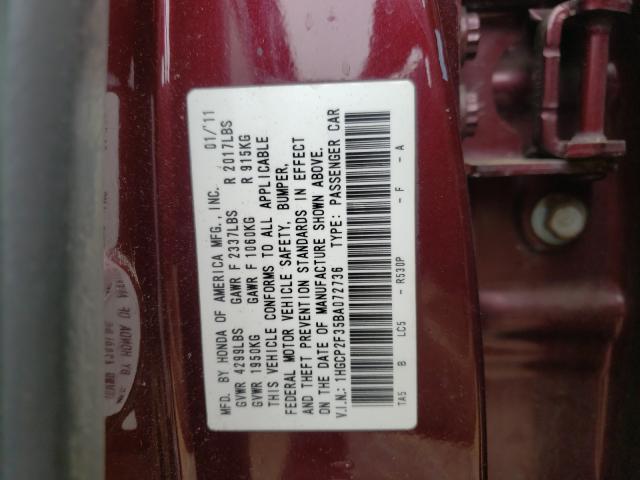 MFD. BY HONDA OF AMERICA MFG., INC. 01/'11
GVWR 4299LBS GAWR F 2337LBS R 2017LBS
GVWR 1950KG GAWR F 1060KG R 915KG
THIS VEHICLE CONFORMS TO ALL APPLICABLE
FEDERAL MOTOR VEHICLE SAFETY, BUMPER,
AND THEFT PREVENTION STANDARDS IN EFFECT
ON THE DATE OF MANUFACTURE SHOWN ABOVE.
V.I.N.: 1HGCP2F35BA072736 TYPE: PASSENGER CAR
TA5 B LC5 - R530P - F - A